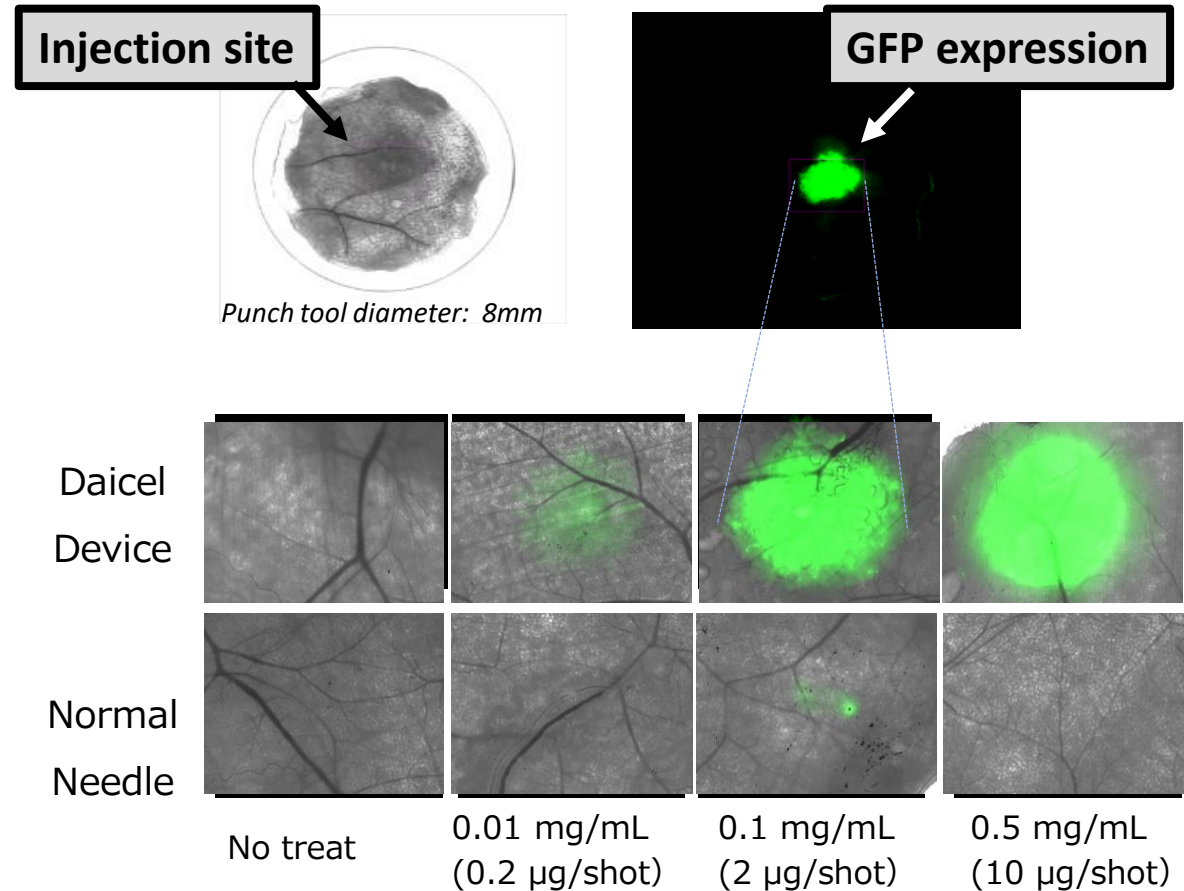 Injection site
GFP expression
Punch tool diameter: 8mm
Daicel
Device
Normal
Needle
No treat
0.01 mg/mL
(0.2 μg/shot)
0.1 mg/mL
(2 μg/shot)
0.5 mg/mL
(10 μg/shot)